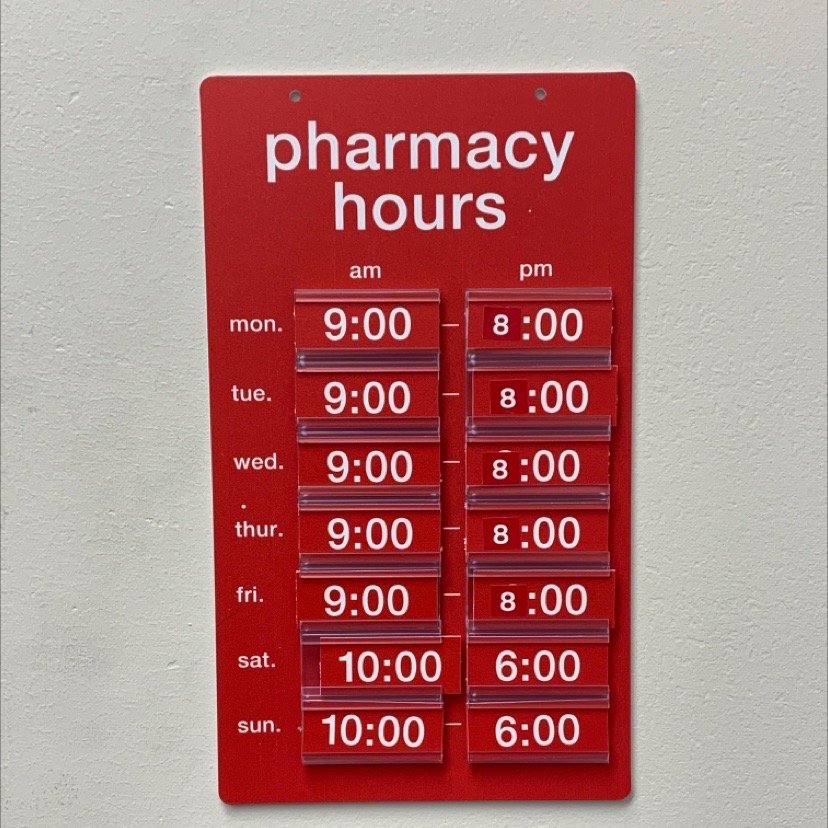 pharmacy
hours
am pm
mon. 9:00 – 8:00
tue. 9:00 – 8:00
wed. 9:00 – 8:00
thur. 9:00 – 8:00
fri. 9:00 – 8:00
sat. 10:00 6:00
sun. 10:00 – 6:00